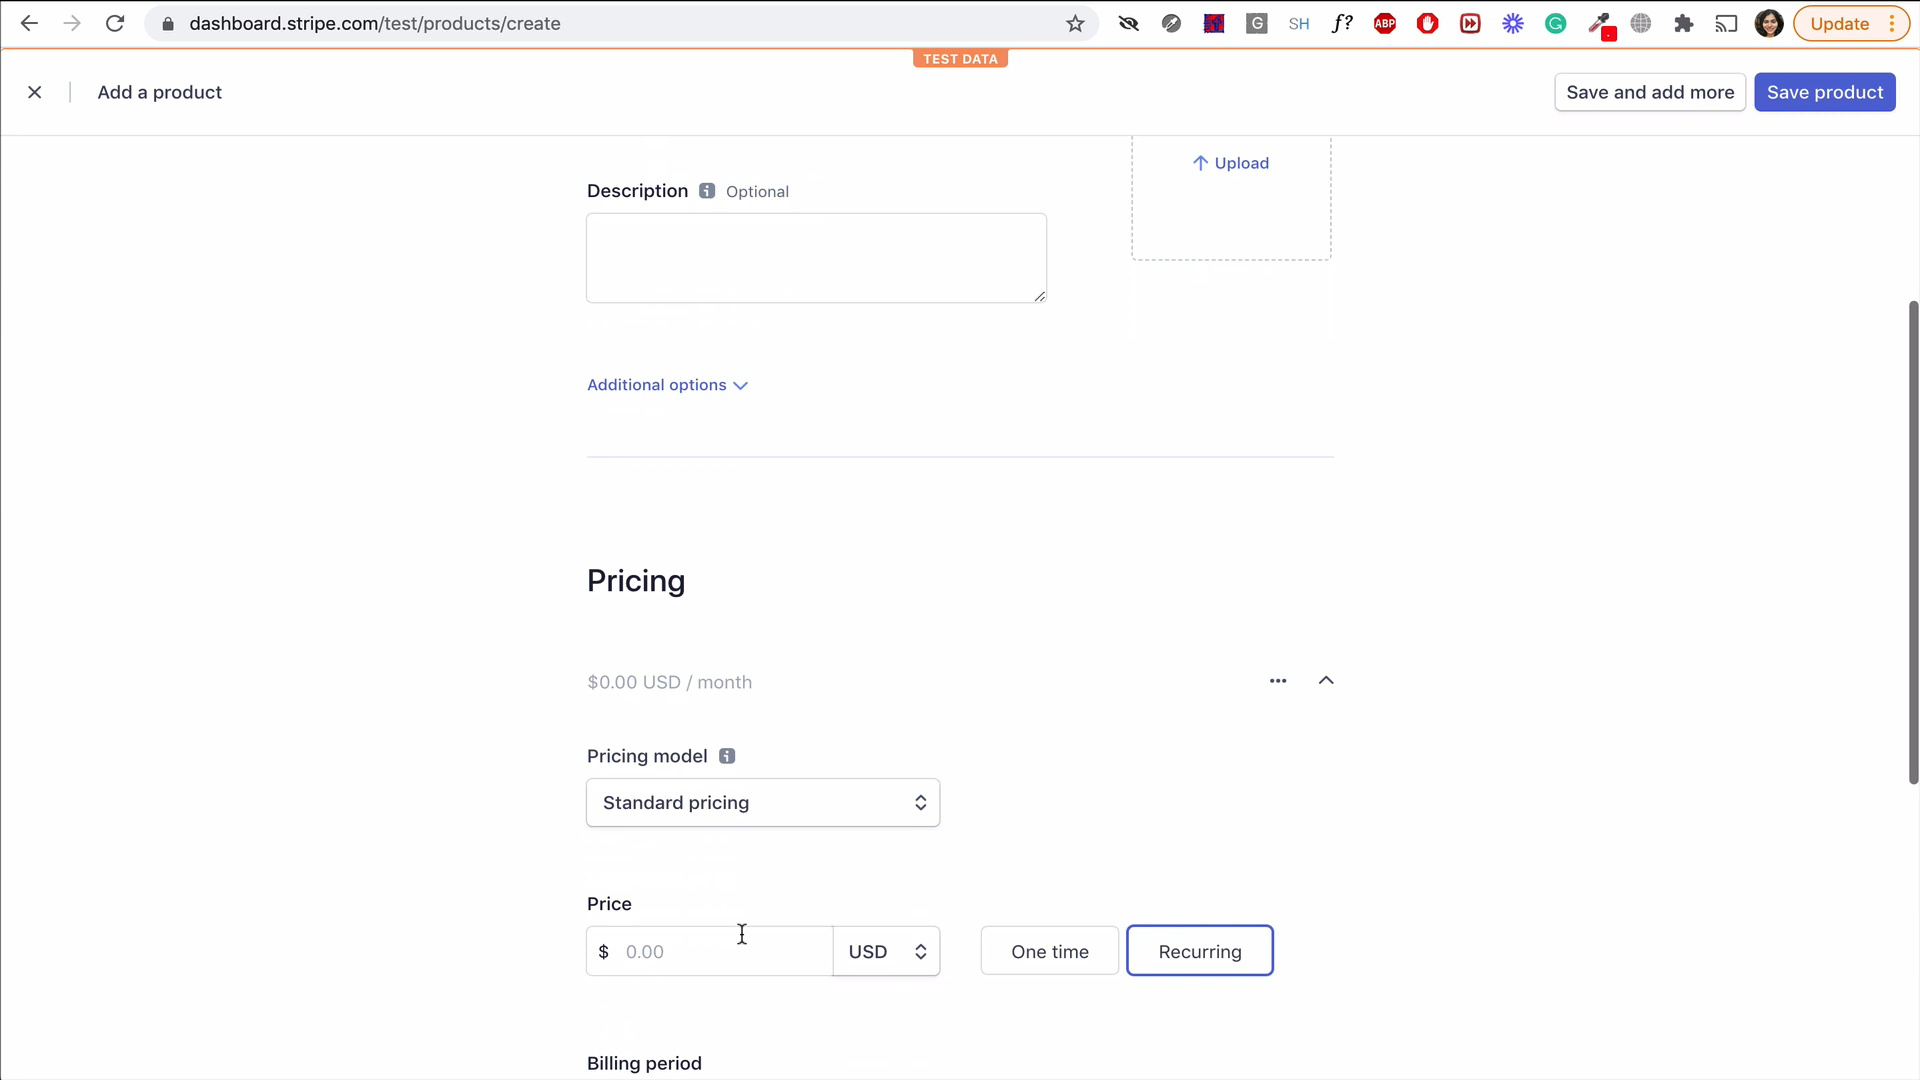 dashboard.stripe.com/test/products/create
G
SH
f?
ABP
G
Update
TEST DATA
Add a product
Save and add more
Save product
Upload
Description Optional
Additional options
Pricing
$0.00 USD / month
Pricing model
Standard pricing
Price
$ 0.00 USD One time Recurring
Billing period